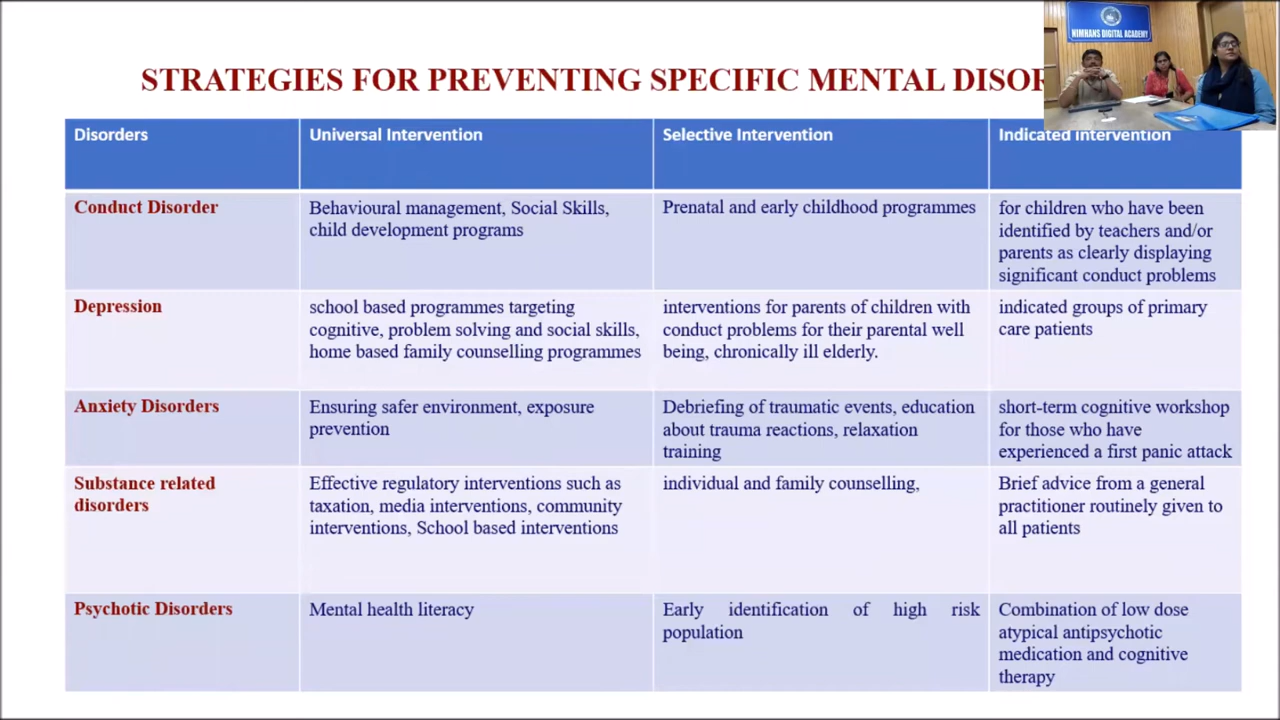 NIMHANS DIGITAL ACADEMY
STRATEGIES FOR PREVENTING SPECIFIC MENTAL
Disorders
Universal Intervention
Selective Intervention
Indicated Intervention
Conduct Disorder
Behavioural management, Social Skills,
child development programs
Prenatal and early childhood programmes
for children who have been
identified by teachers and/or
parents as clearly displaying
significant conduct problems
Depression
school based programmes targeting
cognitive, problem solving and social skills,
home based family counselling programmes
interventions for parents of children with
conduct problems for their parental well
being, chronically ill elderly.
indicated groups of primary
care patients
Anxiety Disorders
Ensuring safer environment, exposure
prevention
Debriefing of traumatic events, education
about trauma reactions, relaxation
training
short-term cognitive workshop
for those who have
experienced a first panic attack
Substance related
disorders
Effective regulatory interventions such as
taxation, media interventions, community
interventions, School based interventions
individual and family counselling,
Brief advice from a general
practitioner routinely given to
all patients
Psychotic Disorders
Mental health literacy
Early identification of high risk
population
Combination of low dose
atypical antipsychotic
medication and cognitive
therapy